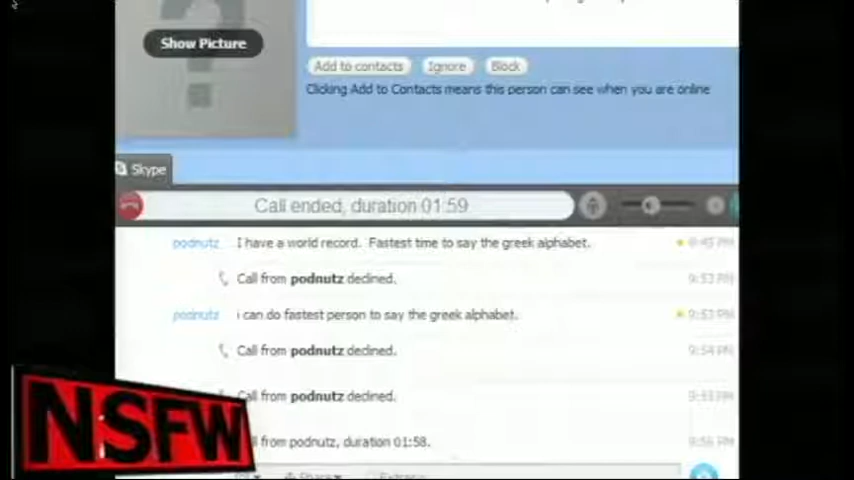 Show Picture
Add to contacts Ignore Block
Clicking Add to Contacts means this person can see when you are online
Skype
Call ended, duration 01:59
podnutz I have a world record. Fastest time to say the greek alphabet. 9:45 PM
Call from podnutz declined. 9:53 PM
podnutz i can do fastest person to say the greek alphabet. 9:53 PM
Call from podnutz declined. 9:54 PM
Call from podnutz declined.
from podnutz, duration 01:58. 9:56 PM
NSFW
Share